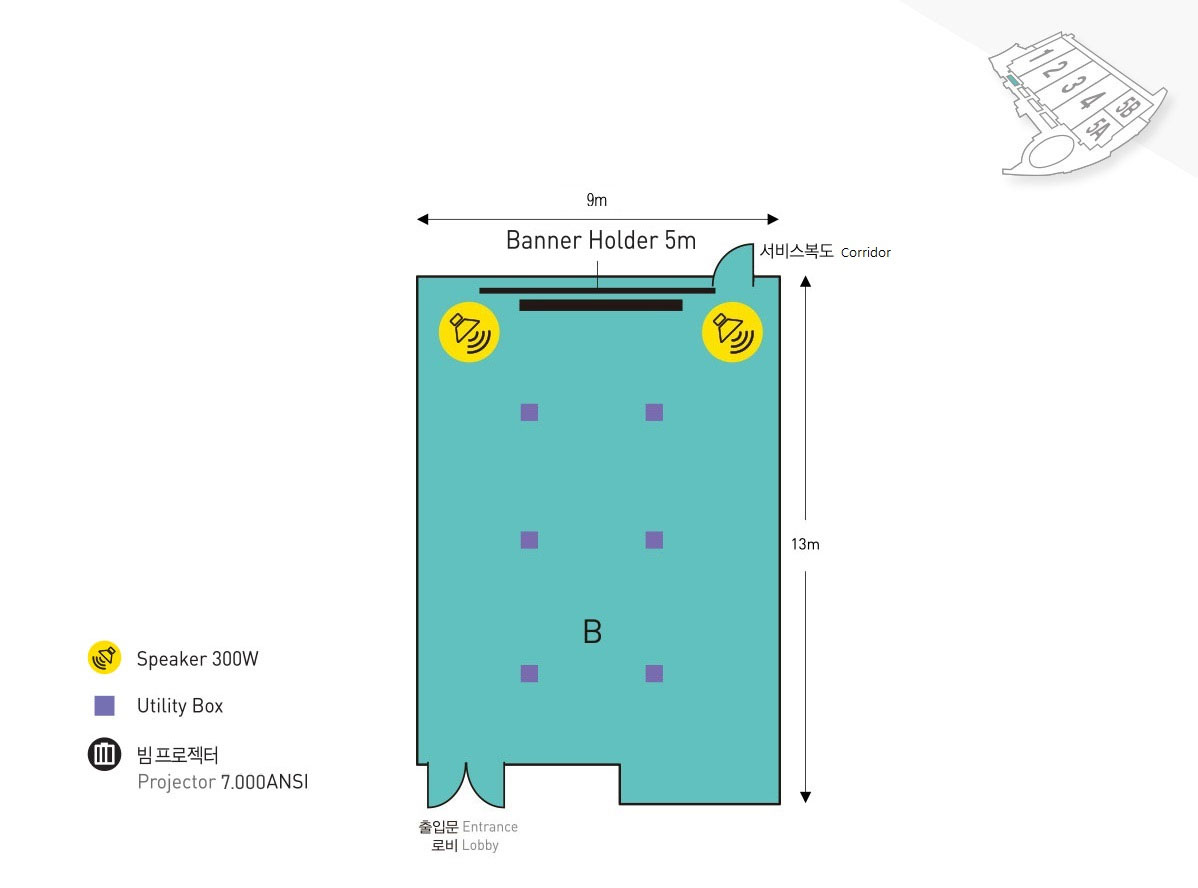 1
2
3
4
5B
5A
9m
Banner Holder 5m
서비스복도 Corridor
13m
B
Speaker 300W
Utility Box
빔프로젝터
Projector 7.000ANSI
출입문 Entrance
로비 Lobby